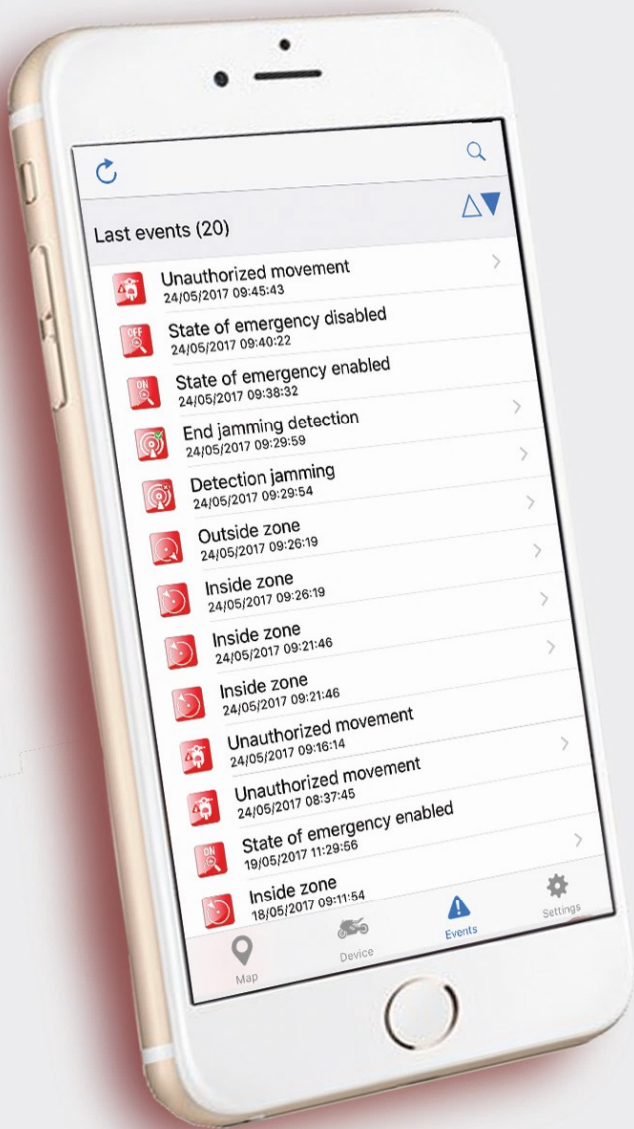 Last events (20)
Unauthorized movement
24/05/2017 09:45:43
OFF
State of emergency disabled
24/05/2017 09:40:22
ON
State of emergency enabled
24/05/2017 09:38:32
End jamming detection
24/05/2017 09:29:59
Detection jamming
24/05/2017 09:29:54
Outside zone
24/05/2017 09:26:19
Inside zone
24/05/2017 09:26:19
Inside zone
24/05/2017 09:21:46
Inside zone
24/05/2017 09:21:46
Unauthorized movement
24/05/2017 09:16:14
Unauthorized movement
24/05/2017 08:37:45
ON
State of emergency enabled
19/05/2017 11:29:56
Inside zone
18/05/2017 09:11:54
Map
Device
Events
Settings